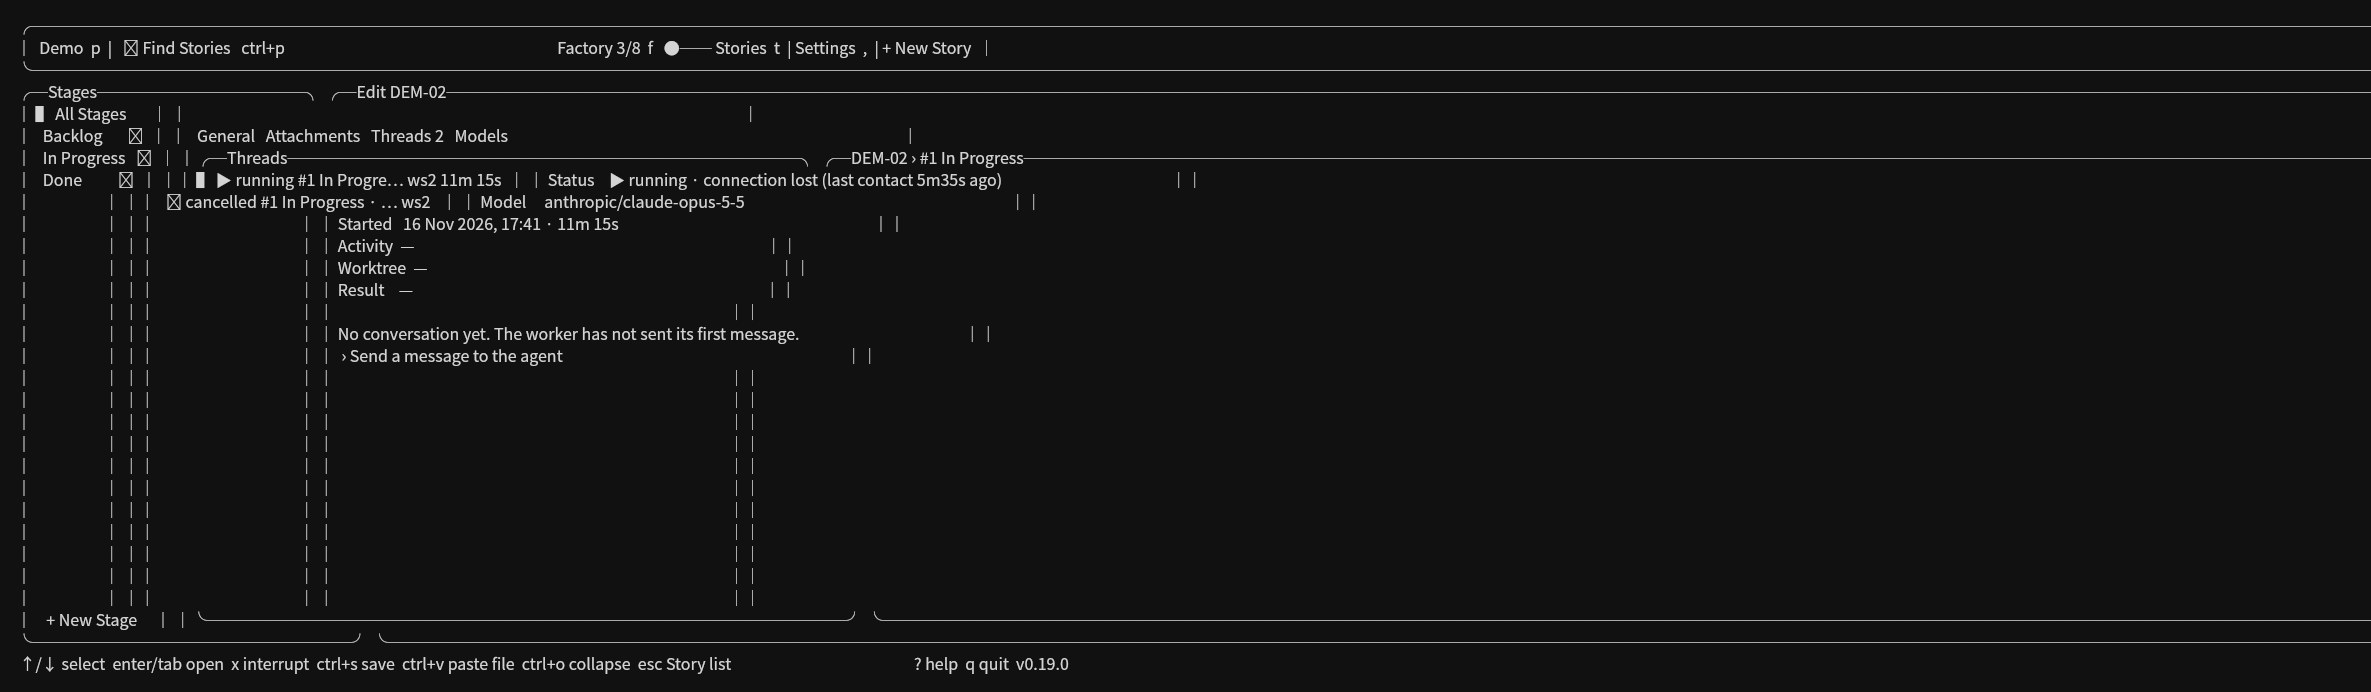 Demo p | Find Stories ctrl+p Factory 3/8 f ●── Stories t | Settings , | + New Story
Stages Edit DEM-02
All Stages
Backlog General Attachments Threads 2 Models
In Progress Threads DEM-02 › #1 In Progress
Done ▶ running #1 In Progre… ws2 11m 15s Status ▶ running · connection lost (last contact 5m35s ago)
cancelled #1 In Progress · … ws2 Model anthropic/claude-opus-5-5
Started 16 Nov 2026, 17:41 · 11m 15s
Activity —
Worktree —
Result —
No conversation yet. The worker has not sent its first message.
› Send a message to the agent
+ New Stage
↑/↓ select enter/tab open x interrupt ctrl+s save ctrl+v paste file ctrl+o collapse esc Story list ? help q quit v0.19.0